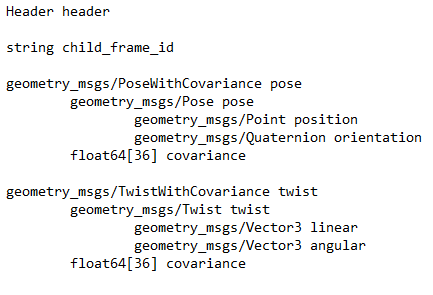 Header header
string child_frame_id
geometry_msgs/PoseWithCovariance pose
geometry_msgs/Pose pose
geometry_msgs/Point position
geometry_msgs/Quaternion orientation
float64[36] covariance
geometry_msgs/TwistWithCovariance twist
geometry_msgs/Twist twist
geometry_msgs/Vector3 linear
geometry_msgs/Vector3 angular
float64[36] covariance